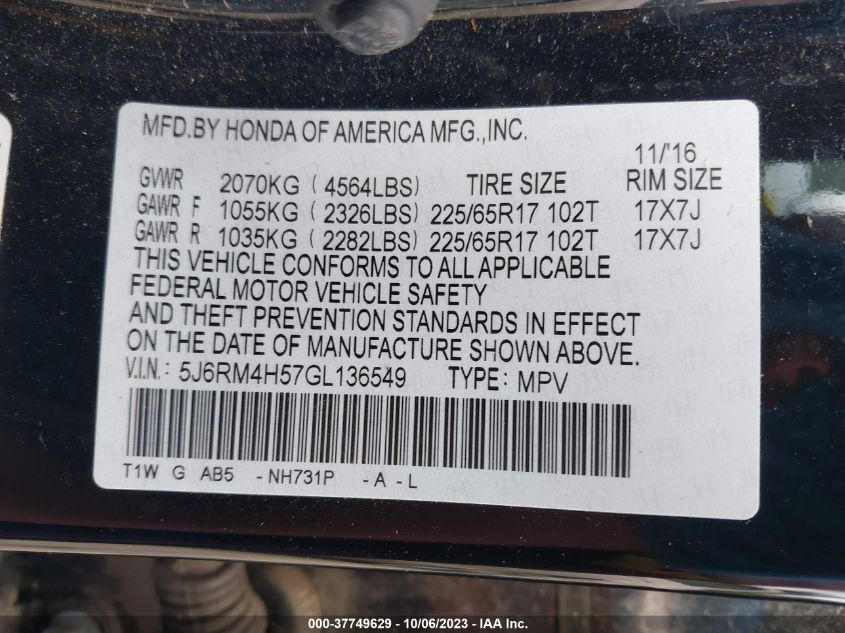 MFD.BY HONDA OF AMERICA MFG.,INC.
11/'16
GVWR 2070KG (4564LBS) TIRE SIZE RIM SIZE
GAWR F 1055KG (2326LBS) 225/65R17 102T 17X7J
GAWR R 1035KG (2282LBS) 225/65R17 102T 17X7J
THIS VEHICLE CONFORMS TO ALL APPLICABLE
FEDERAL MOTOR VEHICLE SAFETY
AND THEFT PREVENTION STANDARDS IN EFFECT
ON THE DATE OF MANUFACTURE SHOWN ABOVE.
V.I.N.: 5J6RM4H57GL136549 TYPE: MPV
T1W G AB5 -NH731P -A -L
000-37749629 - 10/06/2023 - IAA Inc.